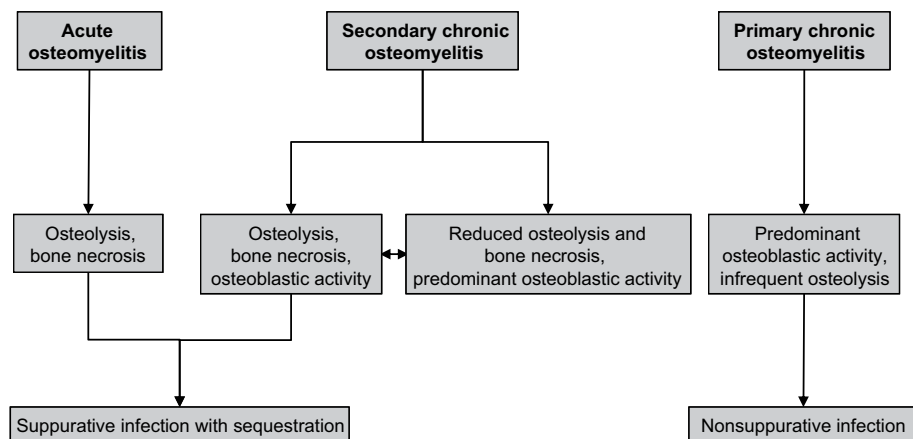 Acute
osteomyelitis
Secondary chronic
osteomyelitis
Primary chronic
osteomyelitis
Osteolysis,
bone necrosis
Osteolysis,
bone necrosis,
osteoblastic activity
Reduced osteolysis and
bone necrosis,
predominant osteoblastic activity
Predominant
osteoblastic activity,
infrequent osteolysis
Suppurative infection with sequestration
Nonsuppurative infection